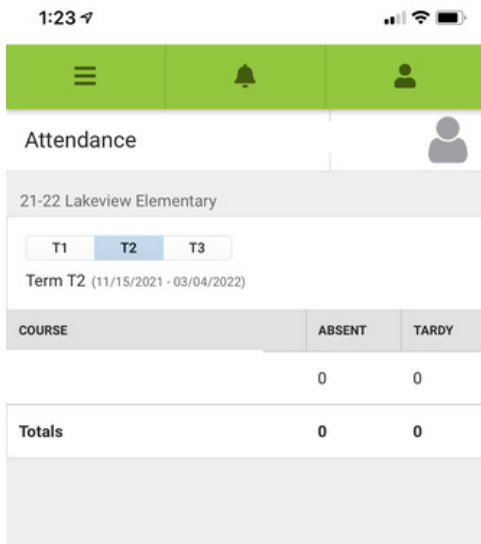 1:23
Attendance
21-22 Lakeview Elementary
T1 T2 T3
Term T2 (11/15/2021 - 03/04/2022)
COURSE ABSENT TARDY
0 0
Totals 0 0